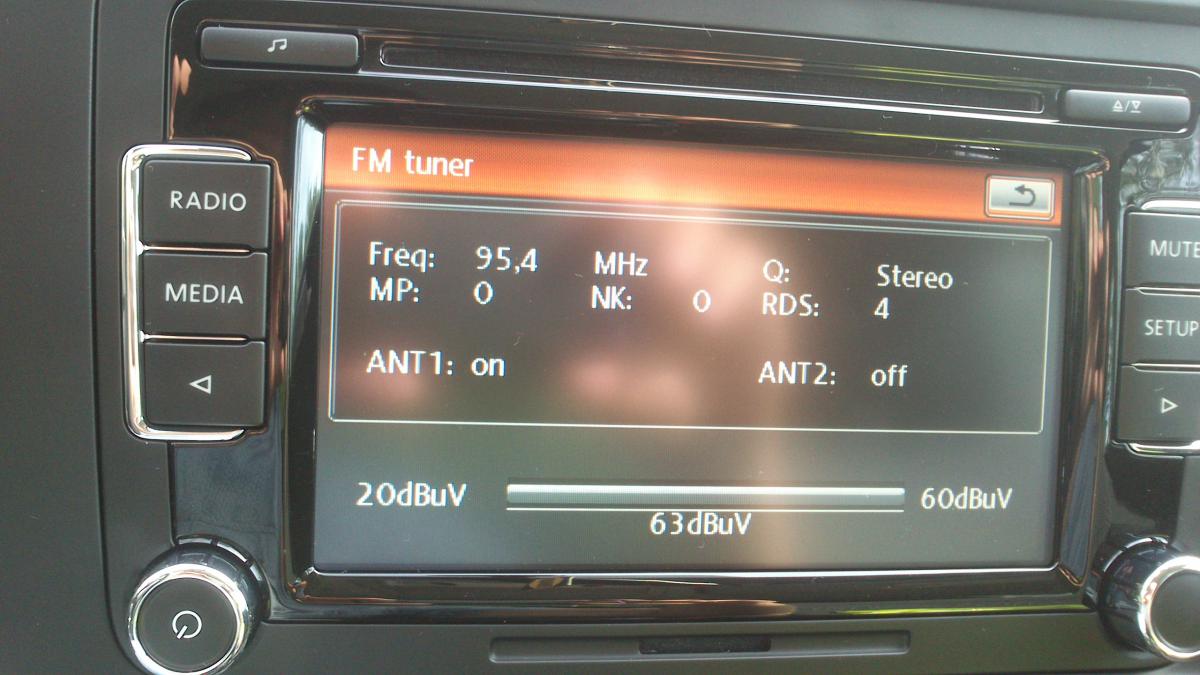 FM tuner
RADIO
MEDIA
Freq: 95,4 MHz Q: Stereo
MP: 0 NK: 0 RDS: 4
ANT1: on ANT2: off
20dBuV 60dBuV
63dBuV
MUTE
SETUP